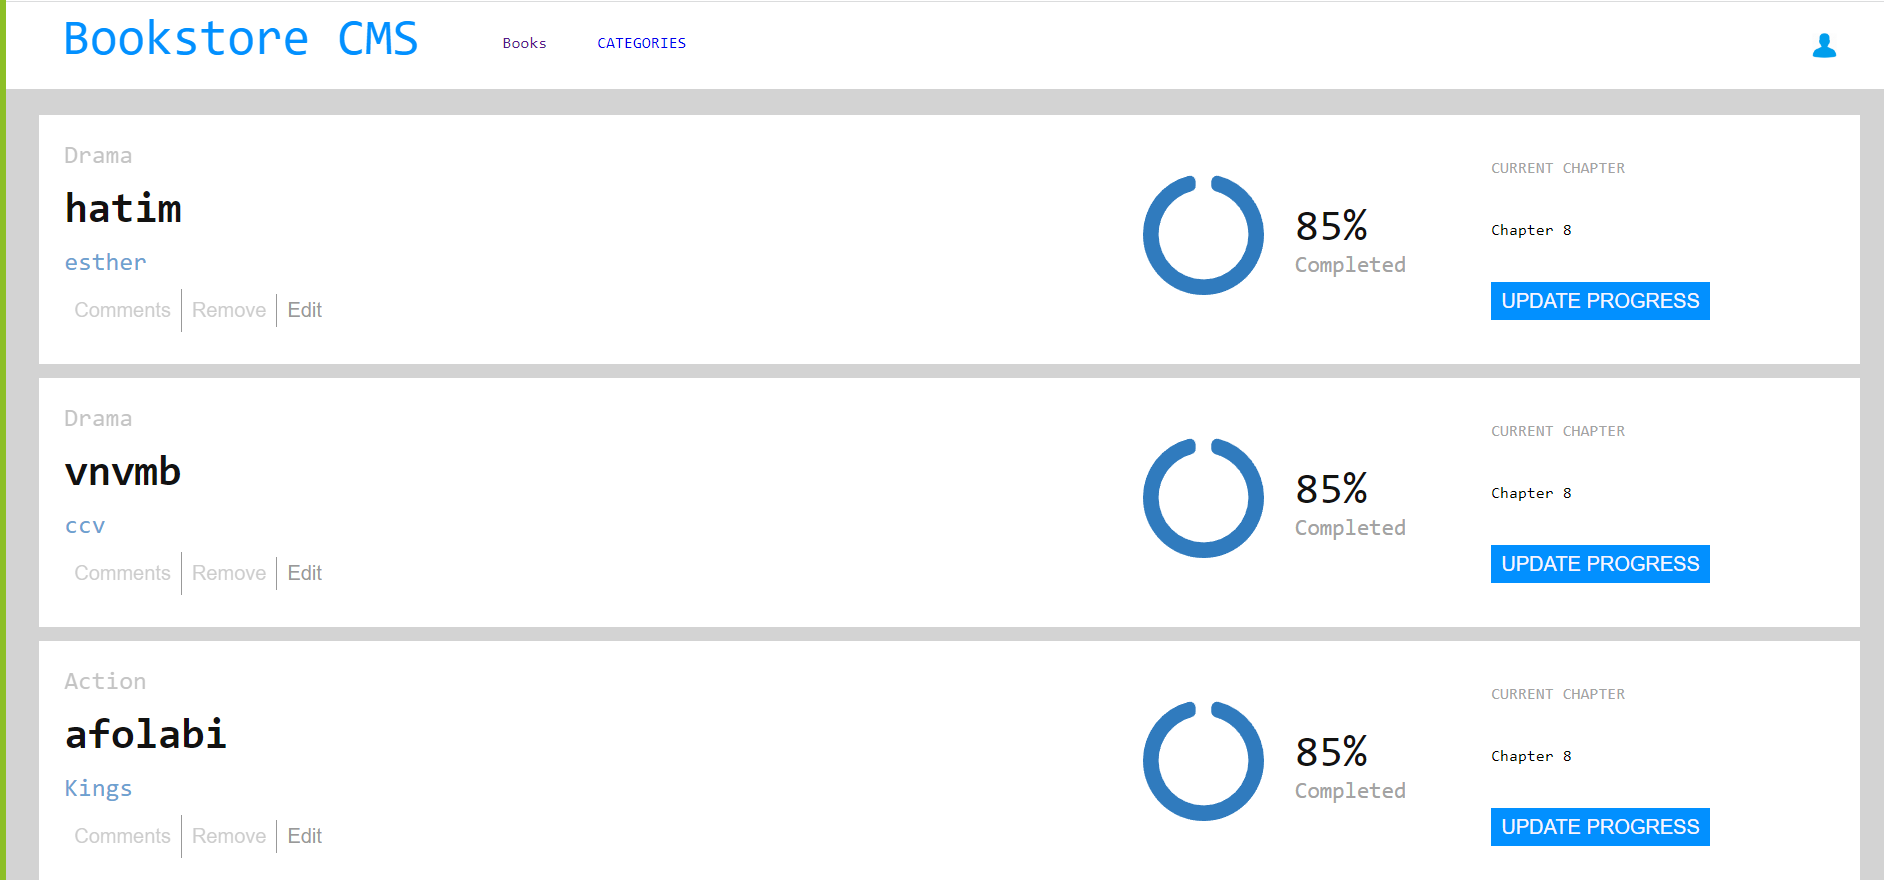 Bookstore CMS Books CATEGORIES
Drama
hatim
esther
Comments Remove Edit
85%
Completed
CURRENT CHAPTER
Chapter 8
UPDATE PROGRESS
Drama
vnvmb
ccv
Comments Remove Edit
85%
Completed
CURRENT CHAPTER
Chapter 8
UPDATE PROGRESS
Action
afolabi
Kings
Comments Remove Edit
85%
Completed
CURRENT CHAPTER
Chapter 8
UPDATE PROGRESS